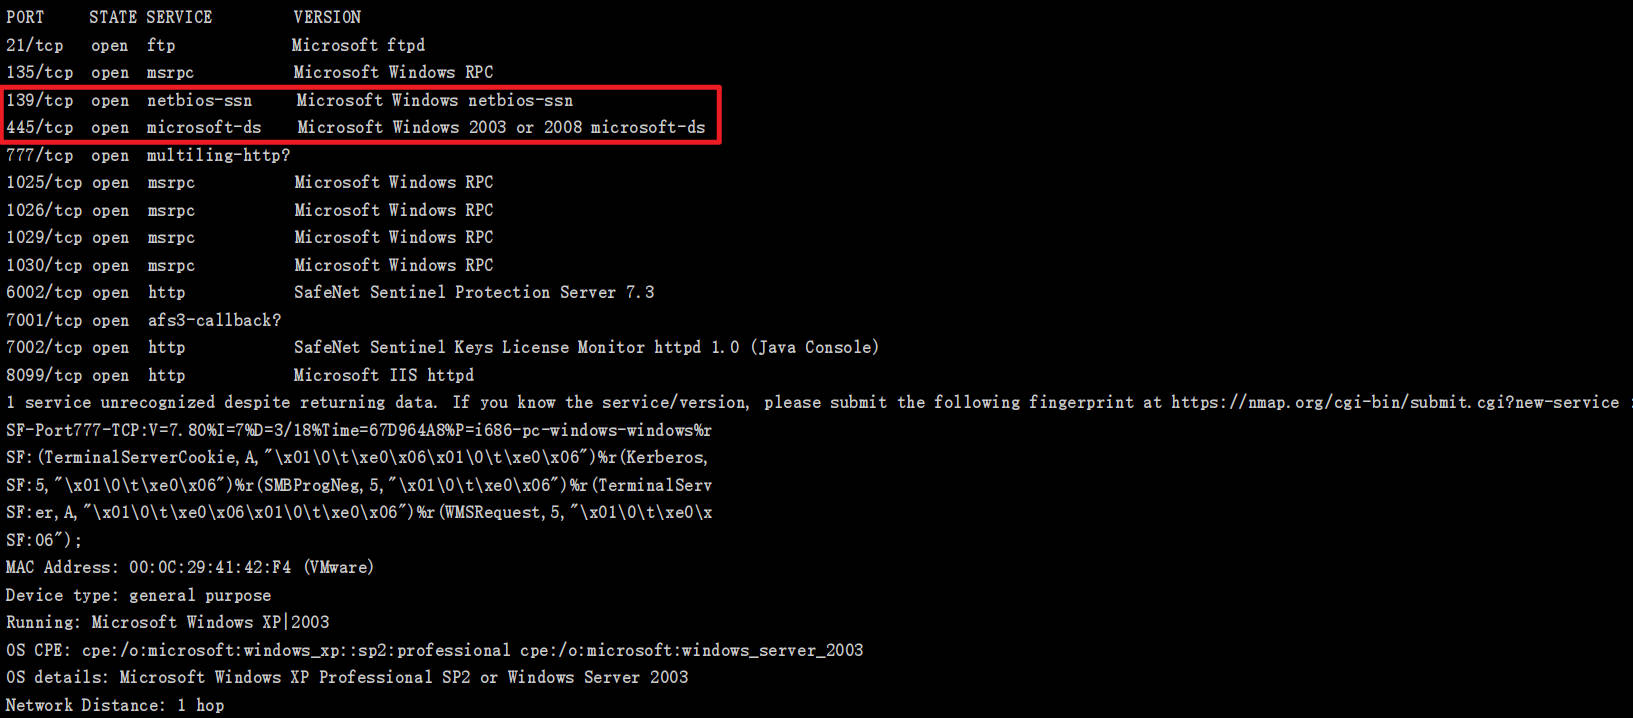 PORT STATE SERVICE VERSION
21/tcp open ftp Microsoft ftpd
135/tcp open msrpc Microsoft Windows RPC
139/tcp open netbios-ssn Microsoft Windows netbios-ssn
445/tcp open microsoft-ds Microsoft Windows 2003 or 2008 microsoft-ds
777/tcp open multiling-http?
1025/tcp open msrpc Microsoft Windows RPC
1026/tcp open msrpc Microsoft Windows RPC
1029/tcp open msrpc Microsoft Windows RPC
1030/tcp open msrpc Microsoft Windows RPC
6002/tcp open http SafeNet Sentinel Protection Server 7.3
7001/tcp open afs3-callback?
7002/tcp open http SafeNet Sentinel Keys License Monitor httpd 1.0 (Java Console)
8099/tcp open http Microsoft IIS httpd
1 service unrecognized despite returning data. If you know the service/version, please submit the following fingerprint at https://nmap.org/cgi-bin/submit.cgi?new-service
SF-Port777-TCP:V=7.80%I=7%D=3/18%Time=67D964A8%P=i686-pc-windows-windows%r
SF:(TerminalServerCookie,A,"\x01\0\t\xe0\x06\x01\0\t\xe0\x06")%r(Kerberos,
SF:5,"\x01\0\t\xe0\x06")%r(SMBProgNeg,5,"\x01\0\t\xe0\x06")%r(TerminalServ
SF:er,A,"\x01\0\t\xe0\x06\x01\0\t\xe0\x06")%r(WMSRequest,5,"\x01\0\t\xe0\x
SF:06");
MAC Address: 00:0C:29:41:42:F4 (VMware)
Device type: general purpose
Running: Microsoft Windows XP|2003
OS CPE: cpe:/o:microsoft:windows_xp::sp2:professional cpe:/o:microsoft:windows_server_2003
OS details: Microsoft Windows XP Professional SP2 or Windows Server 2003
Network Distance: 1 hop